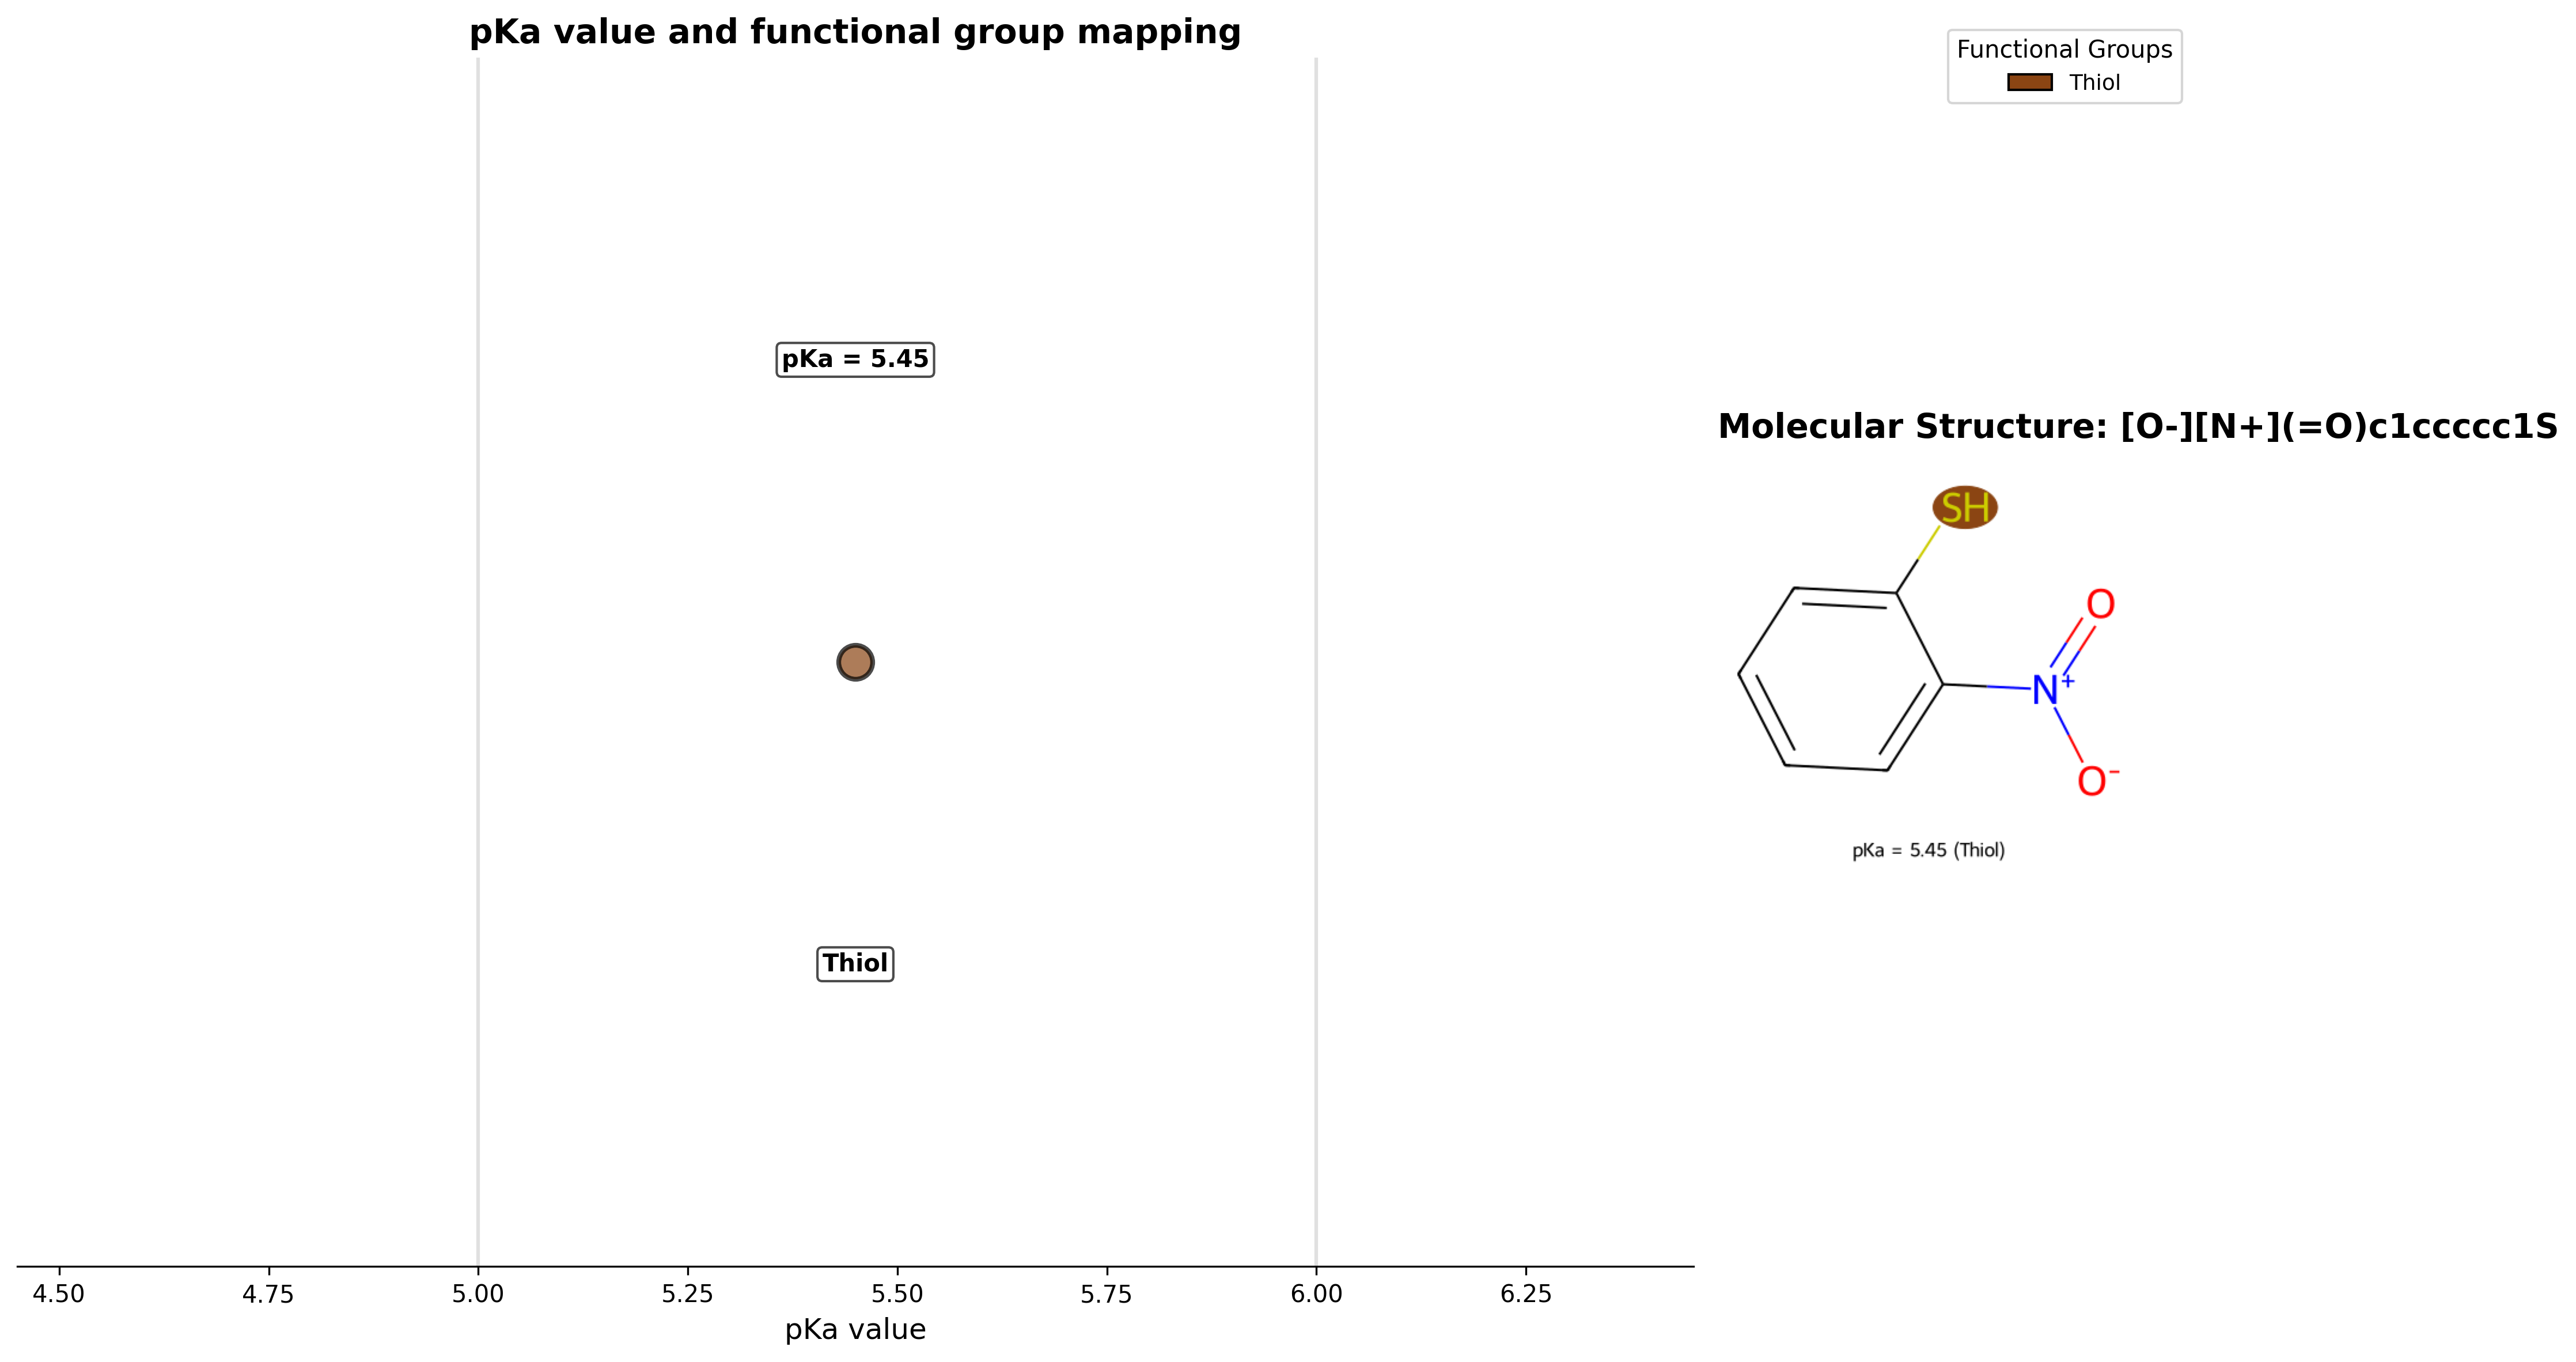 pKa value and functional group mapping
pKa = 5.45
Thiol
4.50 4.75 5.00 5.25 5.50 5.75 6.00 6.25
pKa value
Functional Groups
Thiol
Molecular Structure: [O-][N+](=O)c1ccccc1S
SH
O
N+
O-
pKa = 5.45 (Thiol)